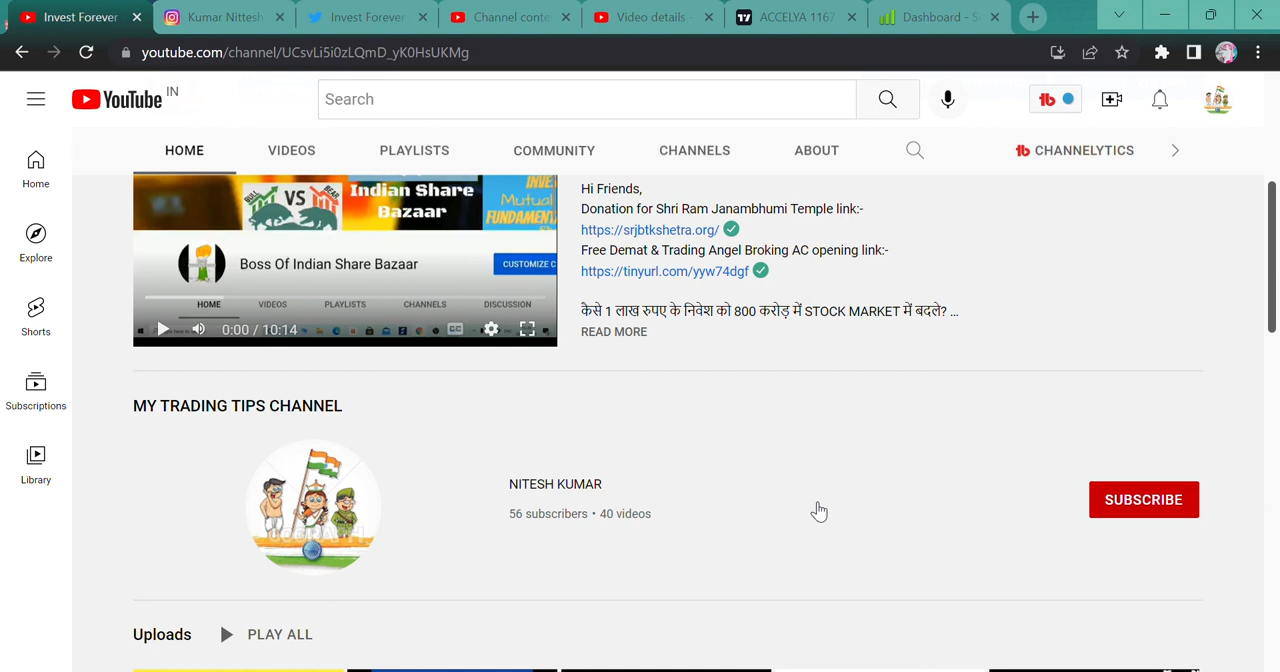 Invest Forever
Kumar Nittesh
Invest Forever
Channel conte
Video details -
ACCELYA 1167
Dashboard - S
youtube.com/channel/UCsvLi5i0zLQmD_yK0HsUKMg
YouTube IN
Search
HOME VIDEOS PLAYLISTS COMMUNITY CHANNELS ABOUT CHANNELYTICS
Home
Explore
Shorts
Subscriptions
Library
VS
Indian Share
Bazaar
INVE
Mutual
FUNDAMEN
Boss Of Indian Share Bazaar
CUSTOMIZE C
HOME VIDEOS PLAYLISTS CHANNELS DISCUSSION
0:00 / 10:14
Hi Friends,
Donation for Shri Ram Janambhumi Temple link:-
https://srjbtkshetra.org/
Free Demat & Trading Angel Broking AC opening link:-
https://tinyurl.com/yyw74dgf
कैसे 1 लाख रुपए के निवेश को 800 करोड़ में STOCK MARKET में बदले? ...
READ MORE
MY TRADING TIPS CHANNEL
NITESH KUMAR
56 subscribers • 40 videos
SUBSCRIBE
Uploads PLAY ALL